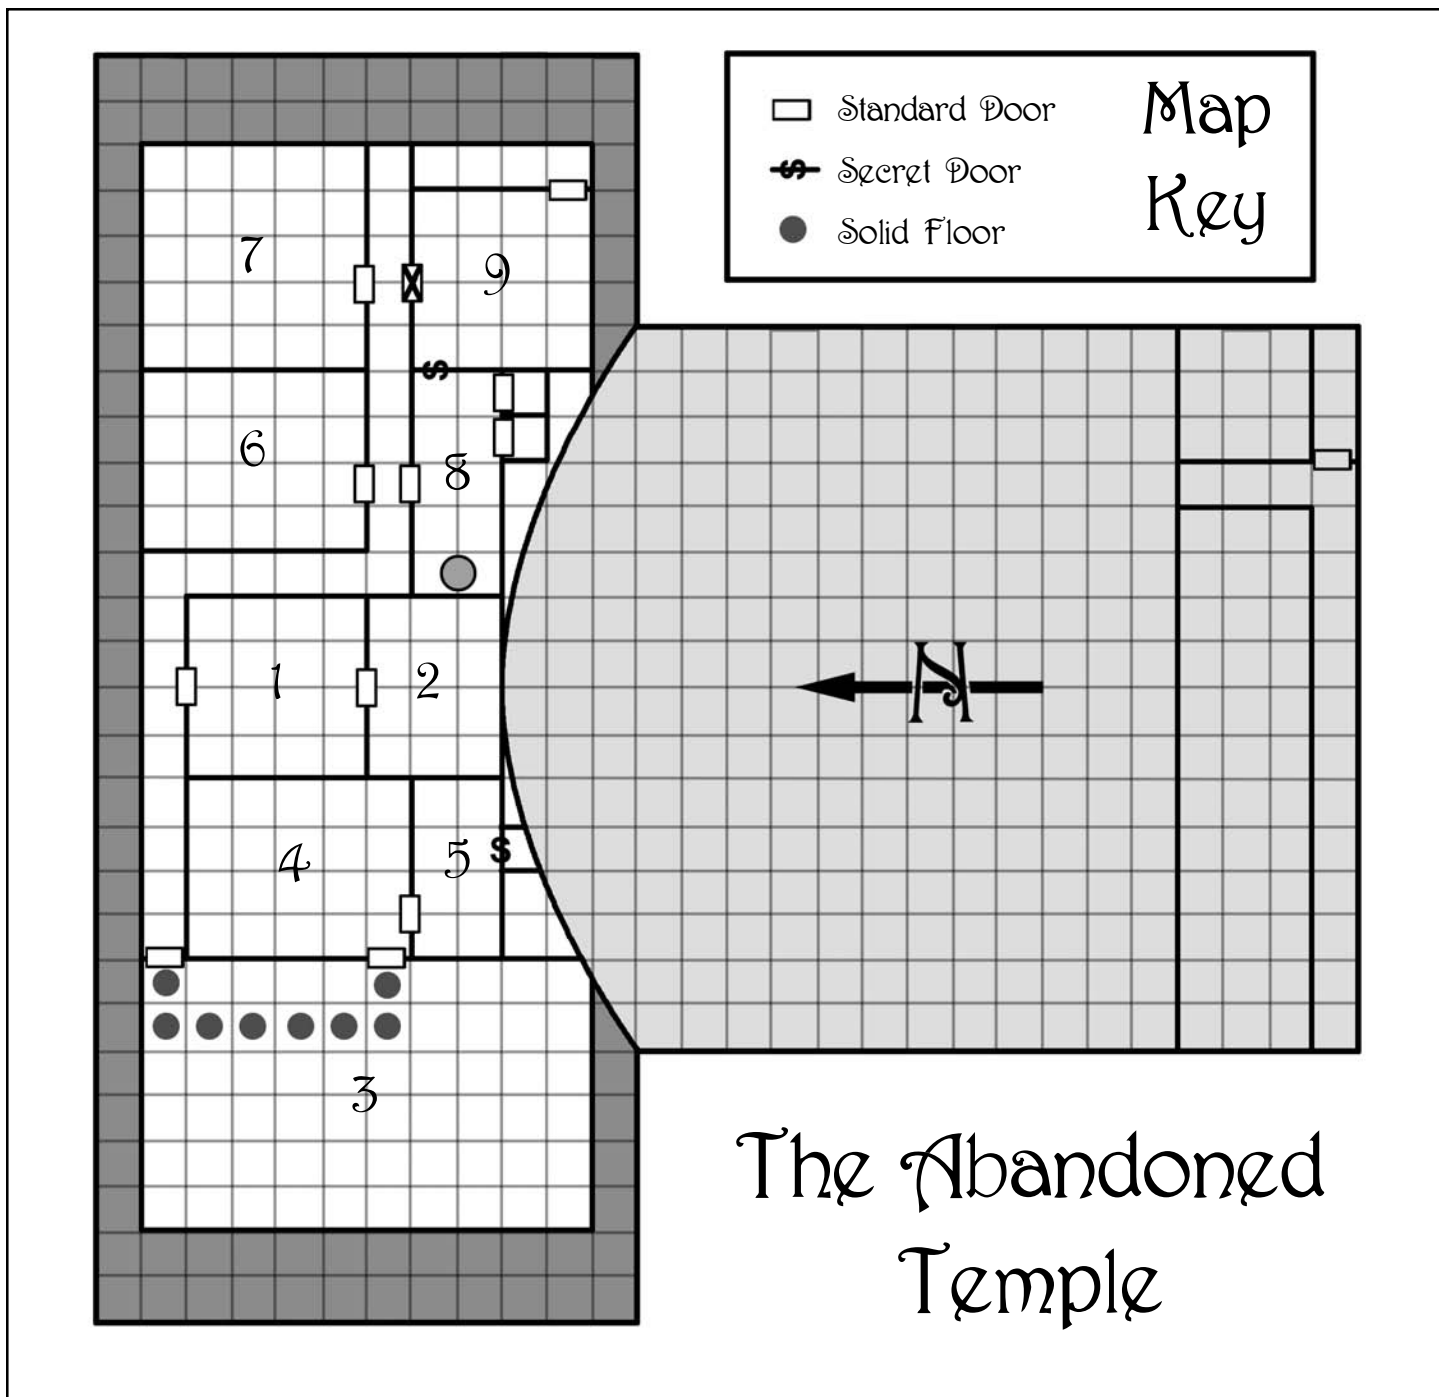 Map
Key
Standard Door
S Secret Door
Solid Floor
7
9
S
6
8
1
2
N
4
5
S
3
The Abandoned
Temple